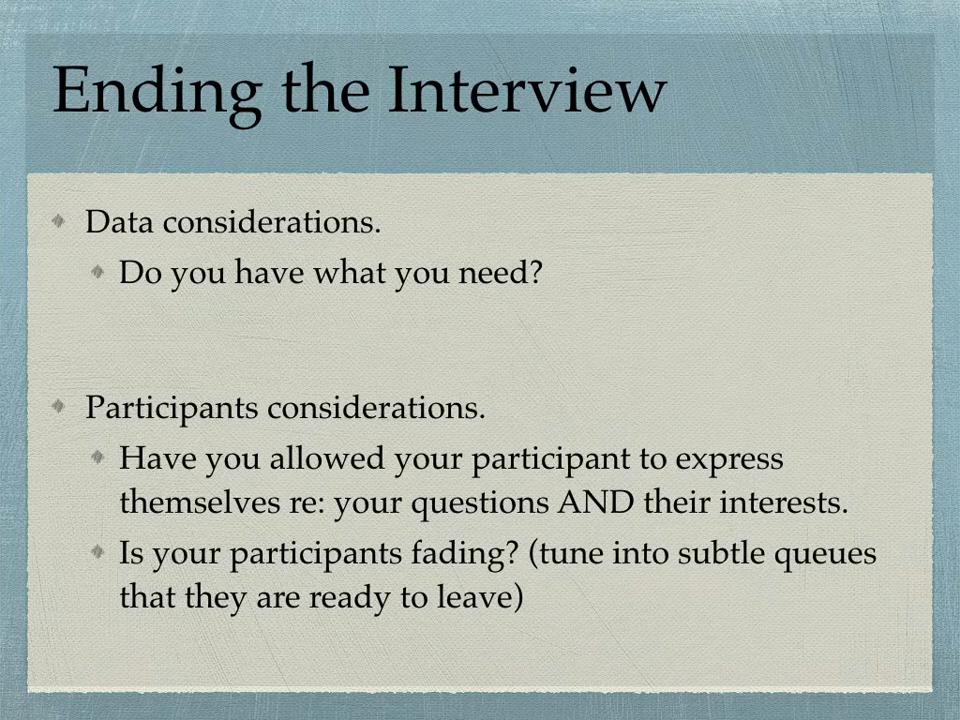 Ending the Interview
Data considerations.
Do you have what you need?
Participants considerations.
Have you allowed your participant to express
themselves re: your questions AND their interests.
Is your participants fading? (tune into subtle queues
that they are ready to leave)